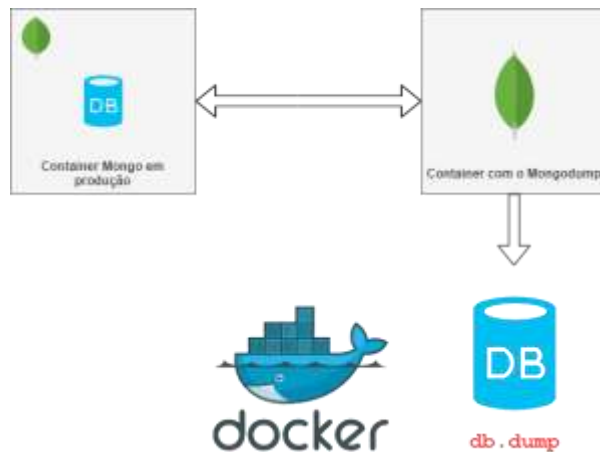 DB
Container Mongo em
produção
Container com o Mongodump
DB
docker
db.dump